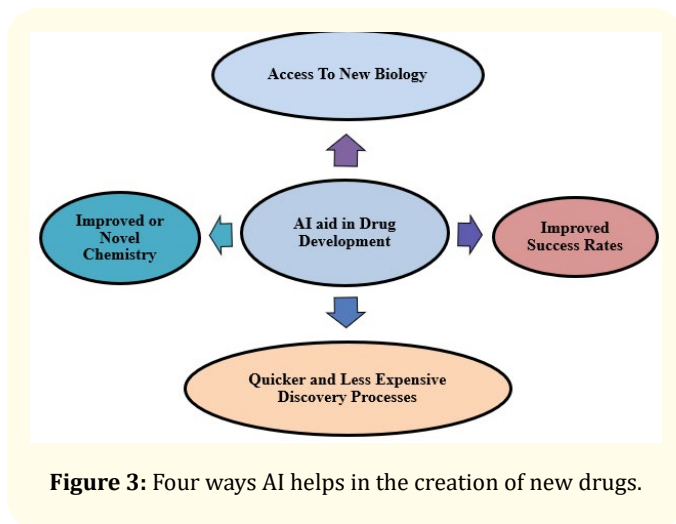 Access To New Biology
Improved or
Novel
Chemistry
AI aid in Drug
Development
Improved
Success Rates
Quicker and Less Expensive
Discovery Processes
Figure 3: Four ways AI helps in the creation of new drugs.